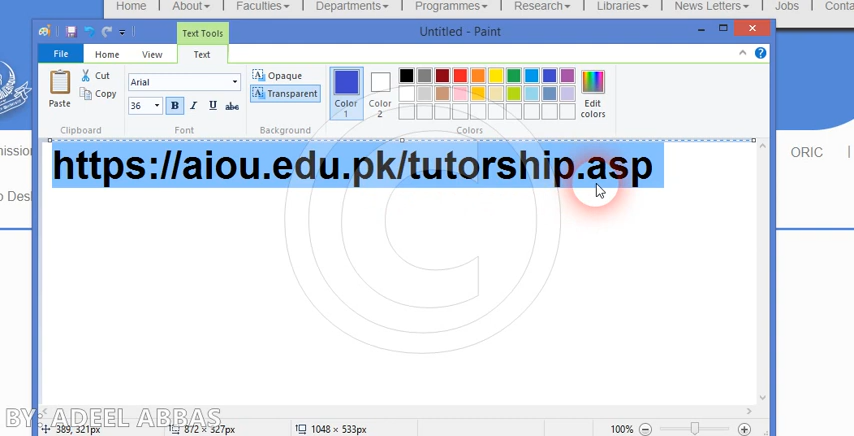 Home About Faculties Departments Programmes Research Libraries News Letters Jobs Conta
Untitled - Paint
Text Tools
File Home View Text
Paste
Cut
Copy
Clipboard
Arial
36 B I U abc
Font
Opaque
Transparent
Background
Color 1
Color 2
Edit colors
Colors
https://aiou.edu.pk/tutorship.asp
mission
ORIC
p Des
C
BY: ADEEL ABBAS
389, 321px 872 × 327px 1048 × 533px 100%